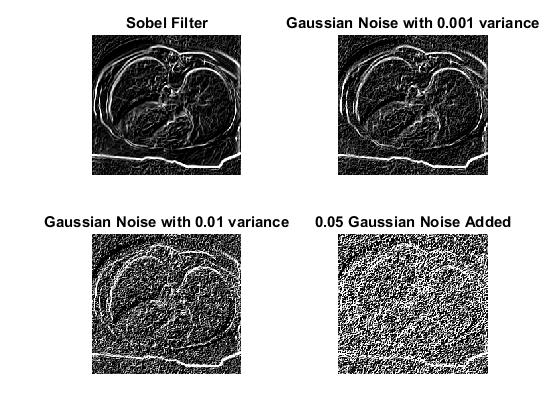 Sobel Filter
Gaussian Noise with 0.001 variance
Gaussian Noise with 0.01 variance
0.05 Gaussian Noise Added